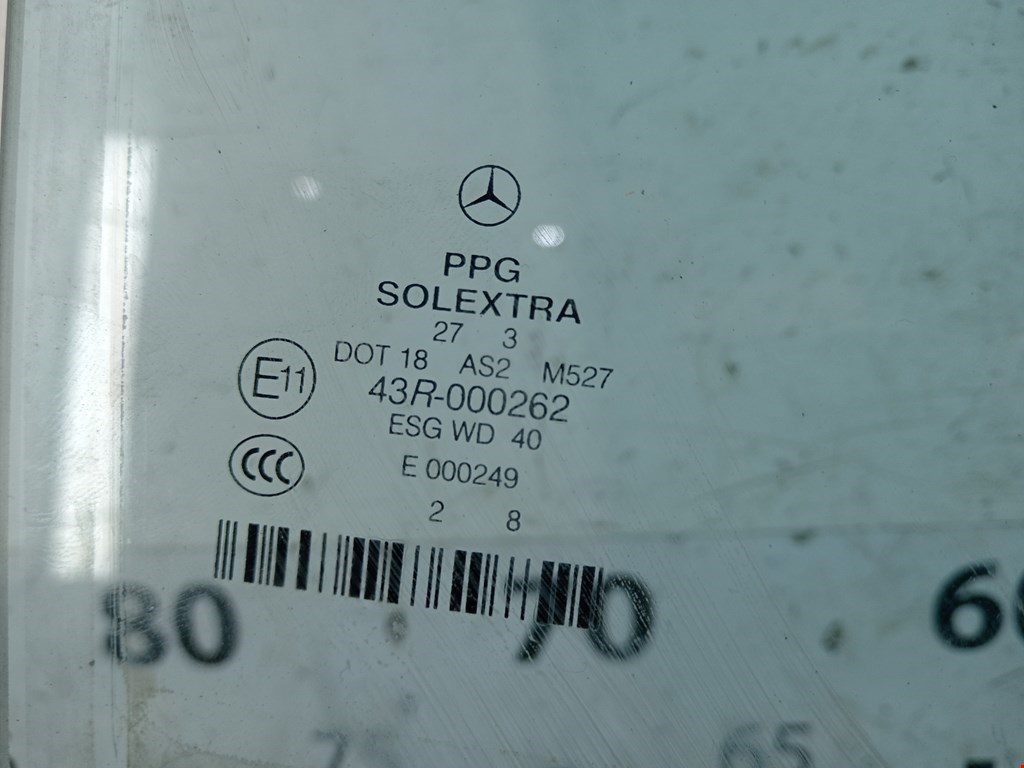 PPG
SOLEXTRA
27 3
DOT 18 AS2 M527
E11
43R-000262
ESG WD 40
CCC
E 000249
2 8
80 70
65